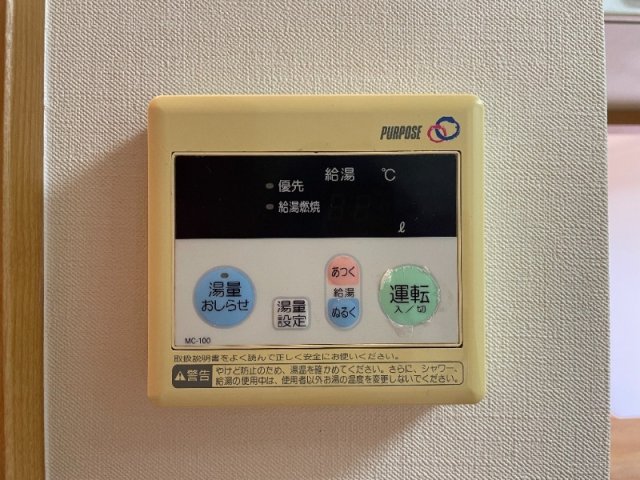 PURPOSE
給湯 ℃
優先
給湯燃焼
ℓ
湯量
おしらせ
湯量
設定
あつく
給湯
ぬるく
運転
入／切
MC-100
取扱説明書をよく読んで正しく安全にお使いください。
警告
やけど防止のため、湯温を確かめてください。さらに、シャワー、
給湯の使用中は、使用者以外お湯の温度を変更しないでください。